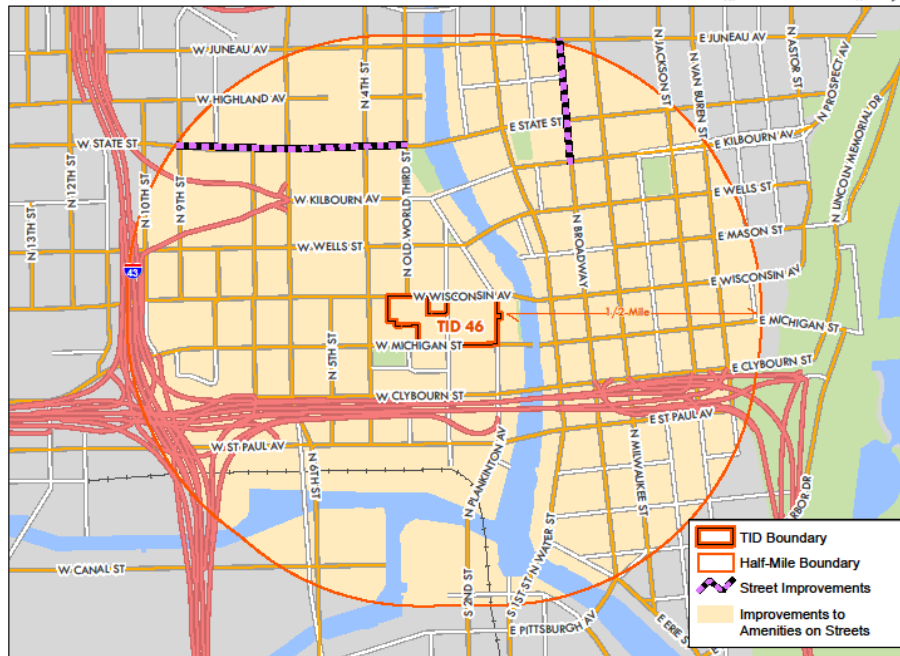 W JUNEAU AV
E JUNEAU AV
N JACKSON ST
N VAN BUREN ST
N ASTOR ST
N PROSPECT AV
N LINCOLN MEMORIAL DR
N 4TH ST
W HIGHLAND AV
W STATE ST
E STATE ST
E KILBOURN AV
N 13TH ST
N 12TH ST
N 10TH ST
N 9TH ST
W KILBOURN AV
N OLD WORLD THIRD ST
E WELLS ST
W WELLS ST
N BROADWAY
E MASON ST
43
W WISCONSIN AV
E WISCONSIN AV
TID 46
1/2-Mile
E MICHIGAN ST
N 5TH ST
W MICHIGAN ST
E CLYBOURN ST
W CLYBOURN ST
E ST PAUL AV
W ST PAUL AV
N 6TH ST
N PLANKINTON AV
N MILWAUKEE ST
RBOR DR
W CANAL ST
S 2ND ST
S 1ST ST
N WATER ST
E PITTSBURGH AV
E ERIE S
TID Boundary
Half-Mile Boundary
Street Improvements
Improvements to
Amenities on Streets